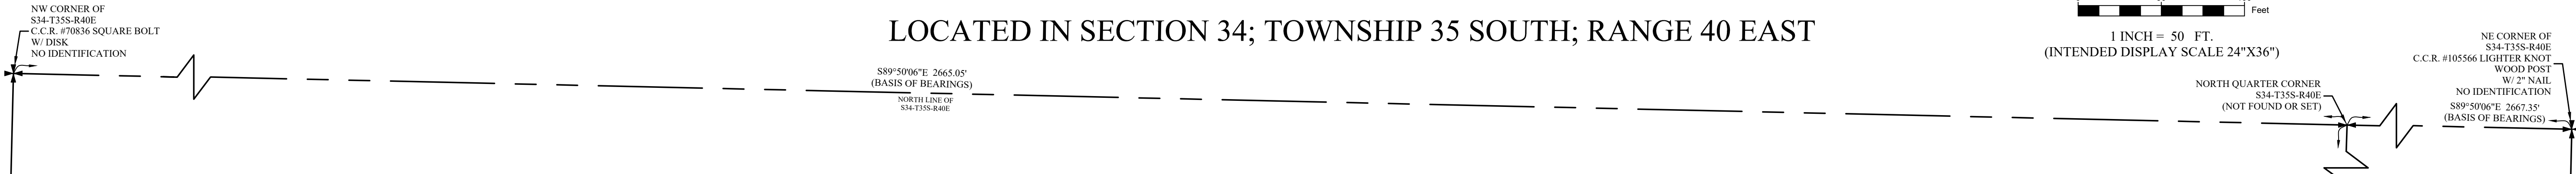 NW CORNER OF
S34-T35S-R40E
C.C.R. #70836 SQUARE BOLT
W/ DISK
NO IDENTIFICATION
LOCATED IN SECTION 34; TOWNSHIP 35 SOUTH; RANGE 40 EAST
S89°50'06"E 2665.05'
(BASIS OF BEARINGS)
NORTH LINE OF
S34-T35S-R40E
Feet
1 INCH = 50 FT.
(INTENDED DISPLAY SCALE 24"X36")
NORTH QUARTER CORNER
S34-T35S-R40E
(NOT FOUND OR SET)
NE CORNER OF
S34-T35S-R40E
C.C.R. #105566 LIGHTER KNOT
WOOD POST
W/ 2" NAIL
NO IDENTIFICATION
S89°50'06"E 2667.35'
(BASIS OF BEARINGS)